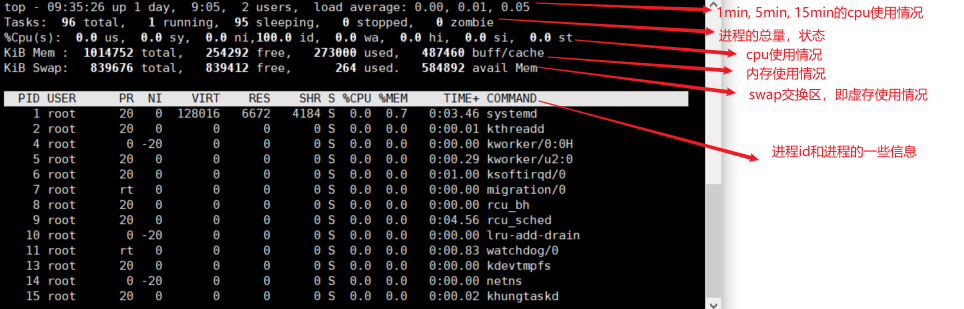 top - 09:35:26 up 1 day,  9:05,  2 users,  load average: 0.00, 0.01, 0.05
1min, 5min, 15min的cpu使用情况
Tasks:  96 total,   1 running,  95 sleeping,   0 stopped,   0 zombie
进程的总量，状态
%Cpu(s):  0.0 us,  0.0 sy,  0.0 ni,100.0 id,  0.0 wa,  0.0 hi,  0.0 si,  0.0 st
cpu使用情况
KiB Mem :  1014752 total,   254292 free,   273000 used,   487460 buff/cache
内存使用情况
KiB Swap:   839676 total,   839412 free,      264 used.   584892 avail Mem
swap交换区，即虚存使用情况
PID USER      PR  NI    VIRT    RES    SHR S %CPU %MEM     TIME+ COMMAND
进程id和进程的一些信息
1 root      20   0  128016   6672   4184 S  0.0  0.7   0:03.46 systemd
2 root      20   0       0      0      0 S  0.0  0.0   0:00.01 kthreadd
4 root       0 -20       0      0      0 S  0.0  0.0   0:00.00 kworker/0:0H
5 root      20   0       0      0      0 S  0.0  0.0   0:00.29 kworker/u2:0
6 root      20   0       0      0      0 S  0.0  0.0   0:01.00 ksoftirqd/0
7 root      rt   0       0      0      0 S  0.0  0.0   0:00.00 migration/0
8 root      20   0       0      0      0 S  0.0  0.0   0:00.00 rcu_bh
9 root      20   0       0      0      0 S  0.0  0.0   0:04.56 rcu_sched
10 root       0 -20       0      0      0 S  0.0  0.0   0:00.00 lru-add-drain
11 root      rt   0       0      0      0 S  0.0  0.0   0:00.83 watchdog/0
13 root      20   0       0      0      0 S  0.0  0.0   0:00.00 kdevtmpfs
14 root       0 -20       0      0      0 S  0.0  0.0   0:00.00 netns
15 root      20   0       0      0      0 S  0.0  0.0   0:00.02 khungtaskd